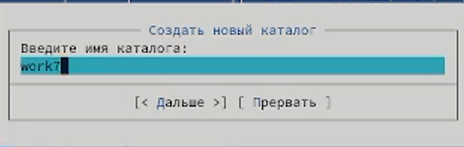 Создать новый каталог
Введите имя каталога:
work7
[< Дальше >] [ Прервать ]